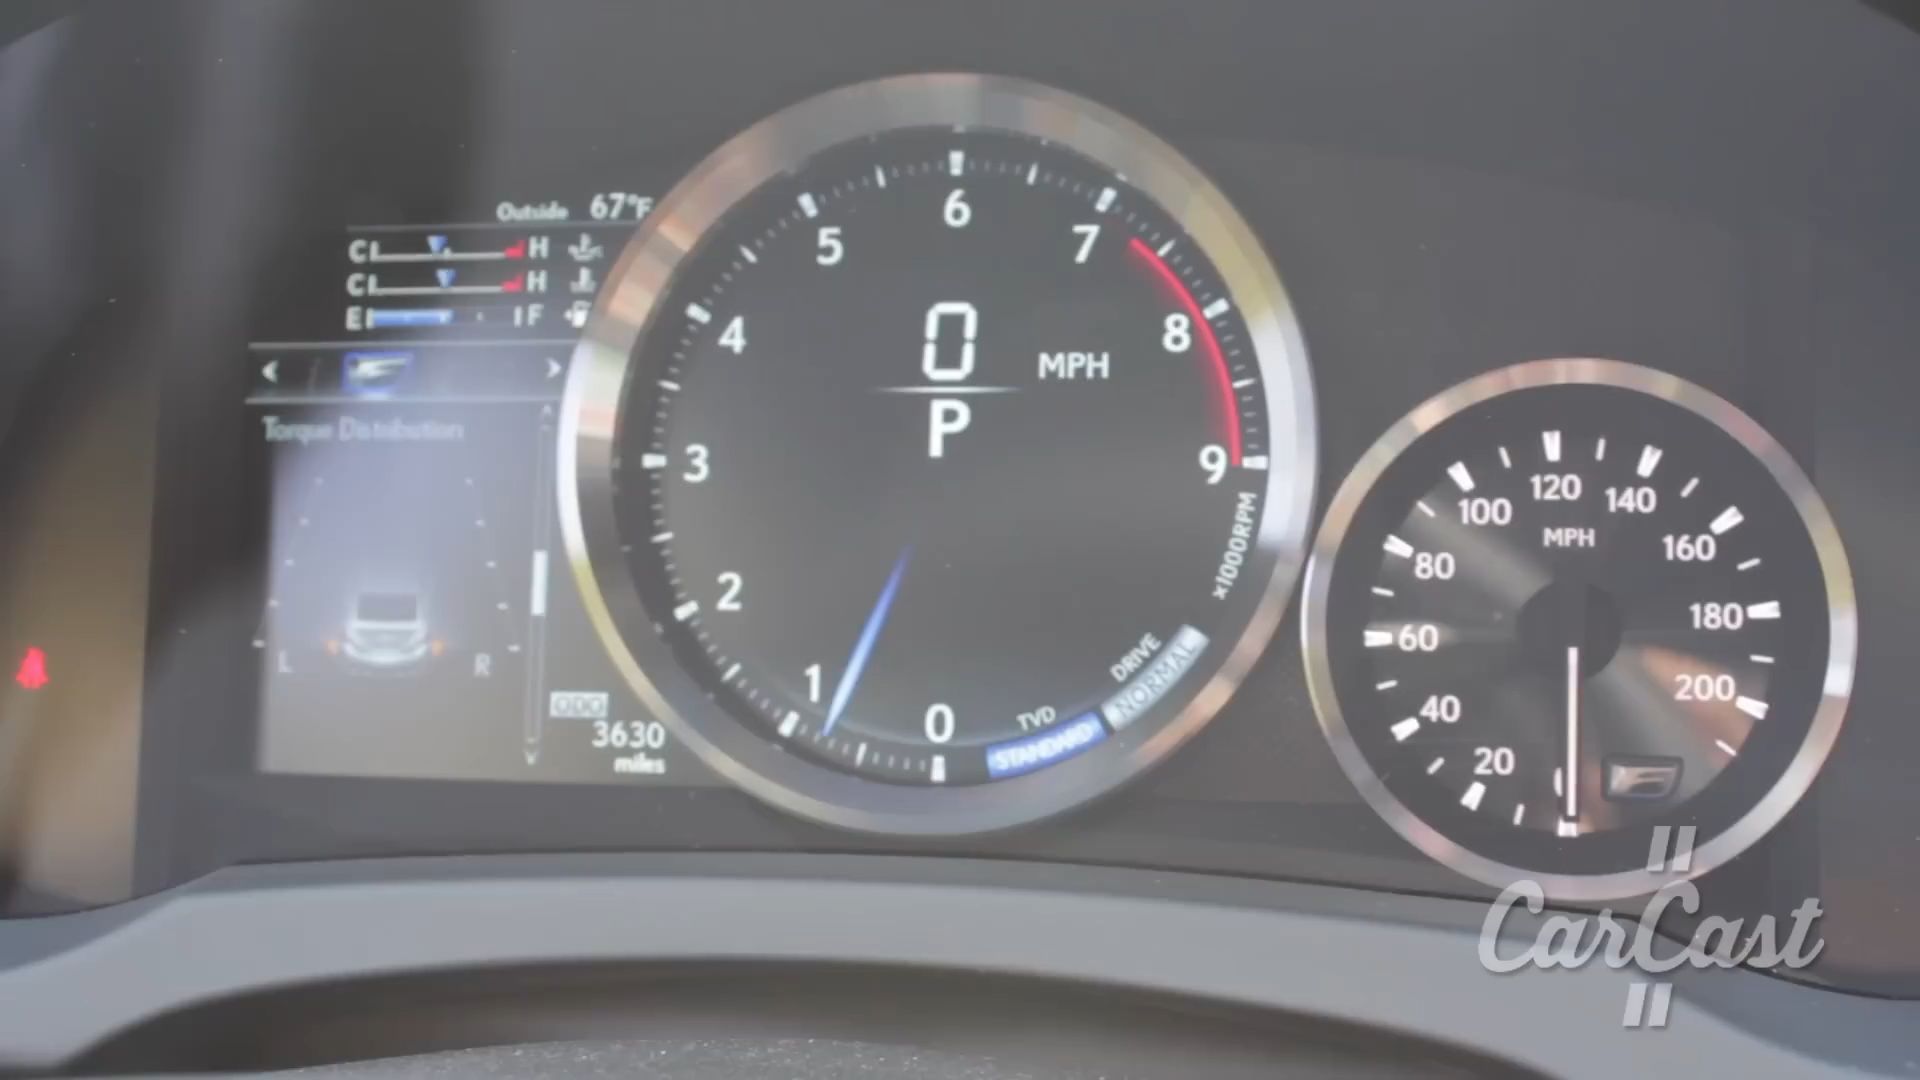 Outside 67°F
C H
C H
E F
Torque Distribution
L R
ODO
3630
miles
0 1 2 3 4 5 6 7 8 9
x1000RPM
0 MPH
P
TVD
STANDARD
DRIVE
NORMAL
0 20 40 60 80 100 120 140 160 180 200
MPH
F
CarCast